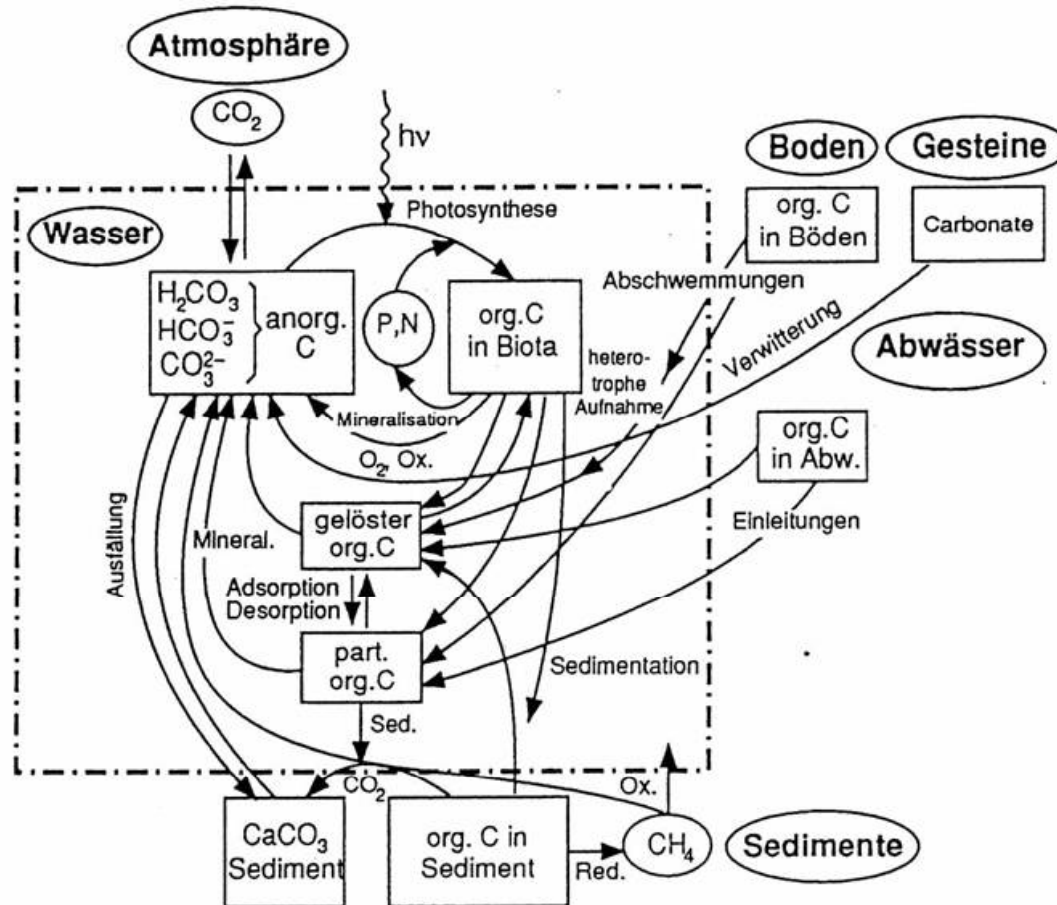 Atmosphäre
CO₂
hν
Boden
Gesteine
org. C
in Böden
Carbonate
Wasser
Photosynthese
Abschwemmungen
H₂CO₃
HCO₃⁻
CO₃²⁻
anorg.
C
P,N
org.C
in Biota
hetero-
trophe
Aufnahme
Verwitterung
Abwässer
Mineralisation
O₂, Ox.
org.C
in Abw.
Einleitungen
Ausfällung
Mineral.
gelöster
org.C
Adsorption
Desorption
part.
org.C
Sedimentation
Sed.
CO₂
Ox.
CaCO₃
Sediment
org. C in
Sediment
Red.
CH₄
Sedimente